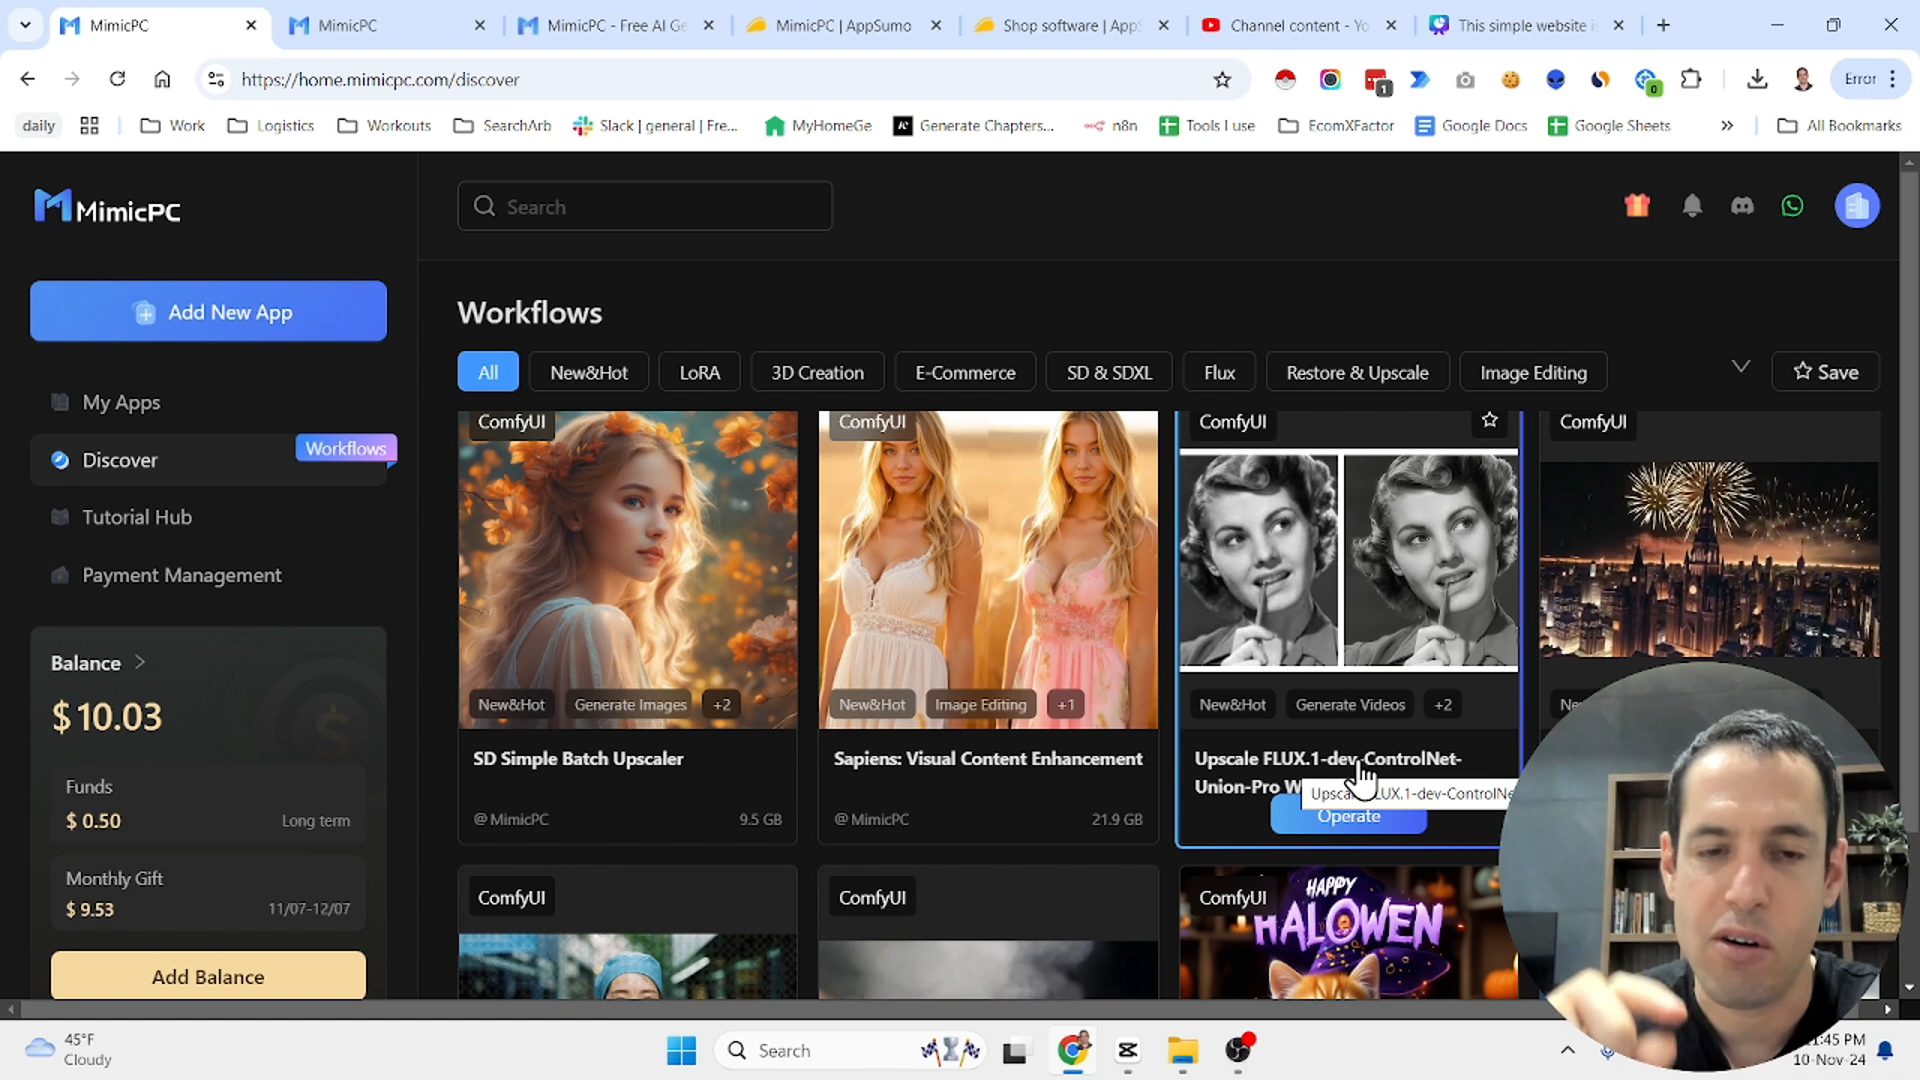 MimicPC
MimicPC
MimicPC - Free AI Ge
MimicPC | AppSumo
Shop software | AppS
Channel content - Yo
This simple website i
https://home.mimicpc.com/discover
1
0
Error
daily
Work
Logistics
Workouts
SearchArb
Slack | general | Fre...
MyHomeGe
Generate Chapters...
n8n
Tools I use
EcomXFactor
Google Docs
Google Sheets
All Bookmarks
MimicPC
Search
Add New App
My Apps
Discover
Workflows
Tutorial Hub
Payment Management
Balance
$10.03
Funds
$ 0.50
Long term
Monthly Gift
$ 9.53
11/07-12/07
Add Balance
Workflows
All
New&Hot
LoRA
3D Creation
E-Commerce
SD & SDXL
Flux
Restore & Upscale
Image Editing
Save
ComfyUI
ComfyUI
ComfyUI
ComfyUI
New&Hot
Generate Images
+2
New&Hot
Image Editing
+1
New&Hot
Generate Videos
+2
Ne
SD Simple Batch Upscaler
@MimicPC
9.5 GB
Sapiens: Visual Content Enhancement
@MimicPC
21.9 GB
Upscale FLUX.1-dev-ControlNet-
Union-Pro W
Operate
ComfyUI
ComfyUI
ComfyUI
HAPPY
HALOWEN
45°F
Cloudy
Search
:45 PM
10-Nov-24